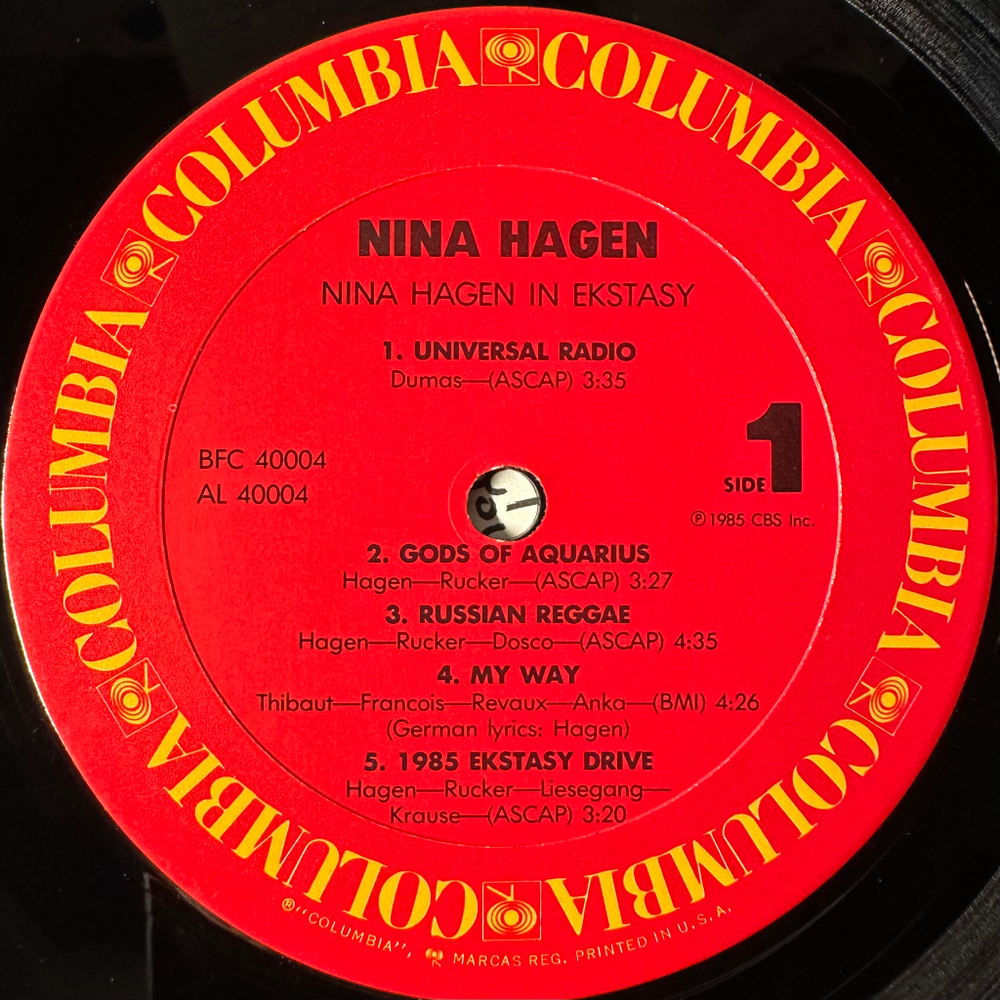 COLUMBIA COLUMBIA COLUMBIA COLUMBIA COLUMBIA COLUMBIA
NINA HAGEN
NINA HAGEN IN EKSTASY
1. UNIVERSAL RADIO
Dumas—(ASCAP) 3:35
BFC 40004
AL 40004
SIDE 1
℗ 1985 CBS Inc.
2. GODS OF AQUARIUS
Hagen—Rucker—(ASCAP) 3:27
3. RUSSIAN REGGAE
Hagen—Rucker—Dosco—(ASCAP) 4:35
4. MY WAY
Thibaut—Francois—Revaux—Anka—(BMI) 4:26
(German lyrics: Hagen)
5. 1985 EKSTASY DRIVE
Hagen—Rucker—Liesegang—
Krause—(ASCAP) 3:20
®"COLUMBIA", MARCAS REG. PRINTED IN U.S.A.